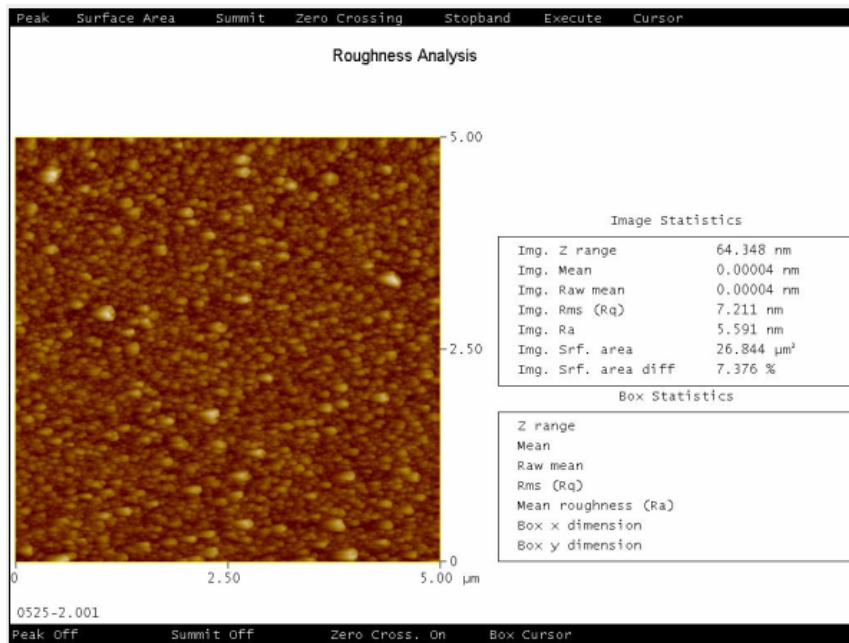 Peak Surface Area Summit Zero Crossing Stopband Execute Cursor
Roughness Analysis
5.00
2.50
0
0 2.50 5.00 µm
Image Statistics
Img. Z range 64.348 nm
Img. Mean 0.00004 nm
Img. Raw mean 0.00004 nm
Img. Rms (Rq) 7.211 nm
Img. Ra 5.591 nm
Img. Srf. area 26.844 µm²
Img. Srf. area diff 7.376 %
Box Statistics
Z range
Mean
Raw mean
Rms (Rq)
Mean roughness (Ra)
Box x dimension
Box y dimension
0525-2.001
Peak Off Summit Off Zero Cross. On Box Cursor